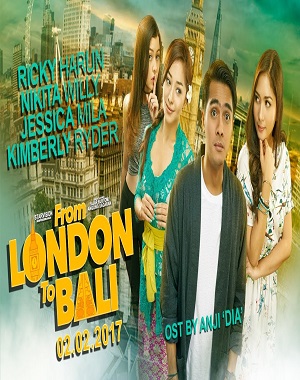 RICKY HARUN
NIKITA WILLY
JESSICA MILA
KIMBERLY RYDER
STARVISION
From
LONDON
To
BALI
02.02.2017
OST BY ANJI 'DIA'